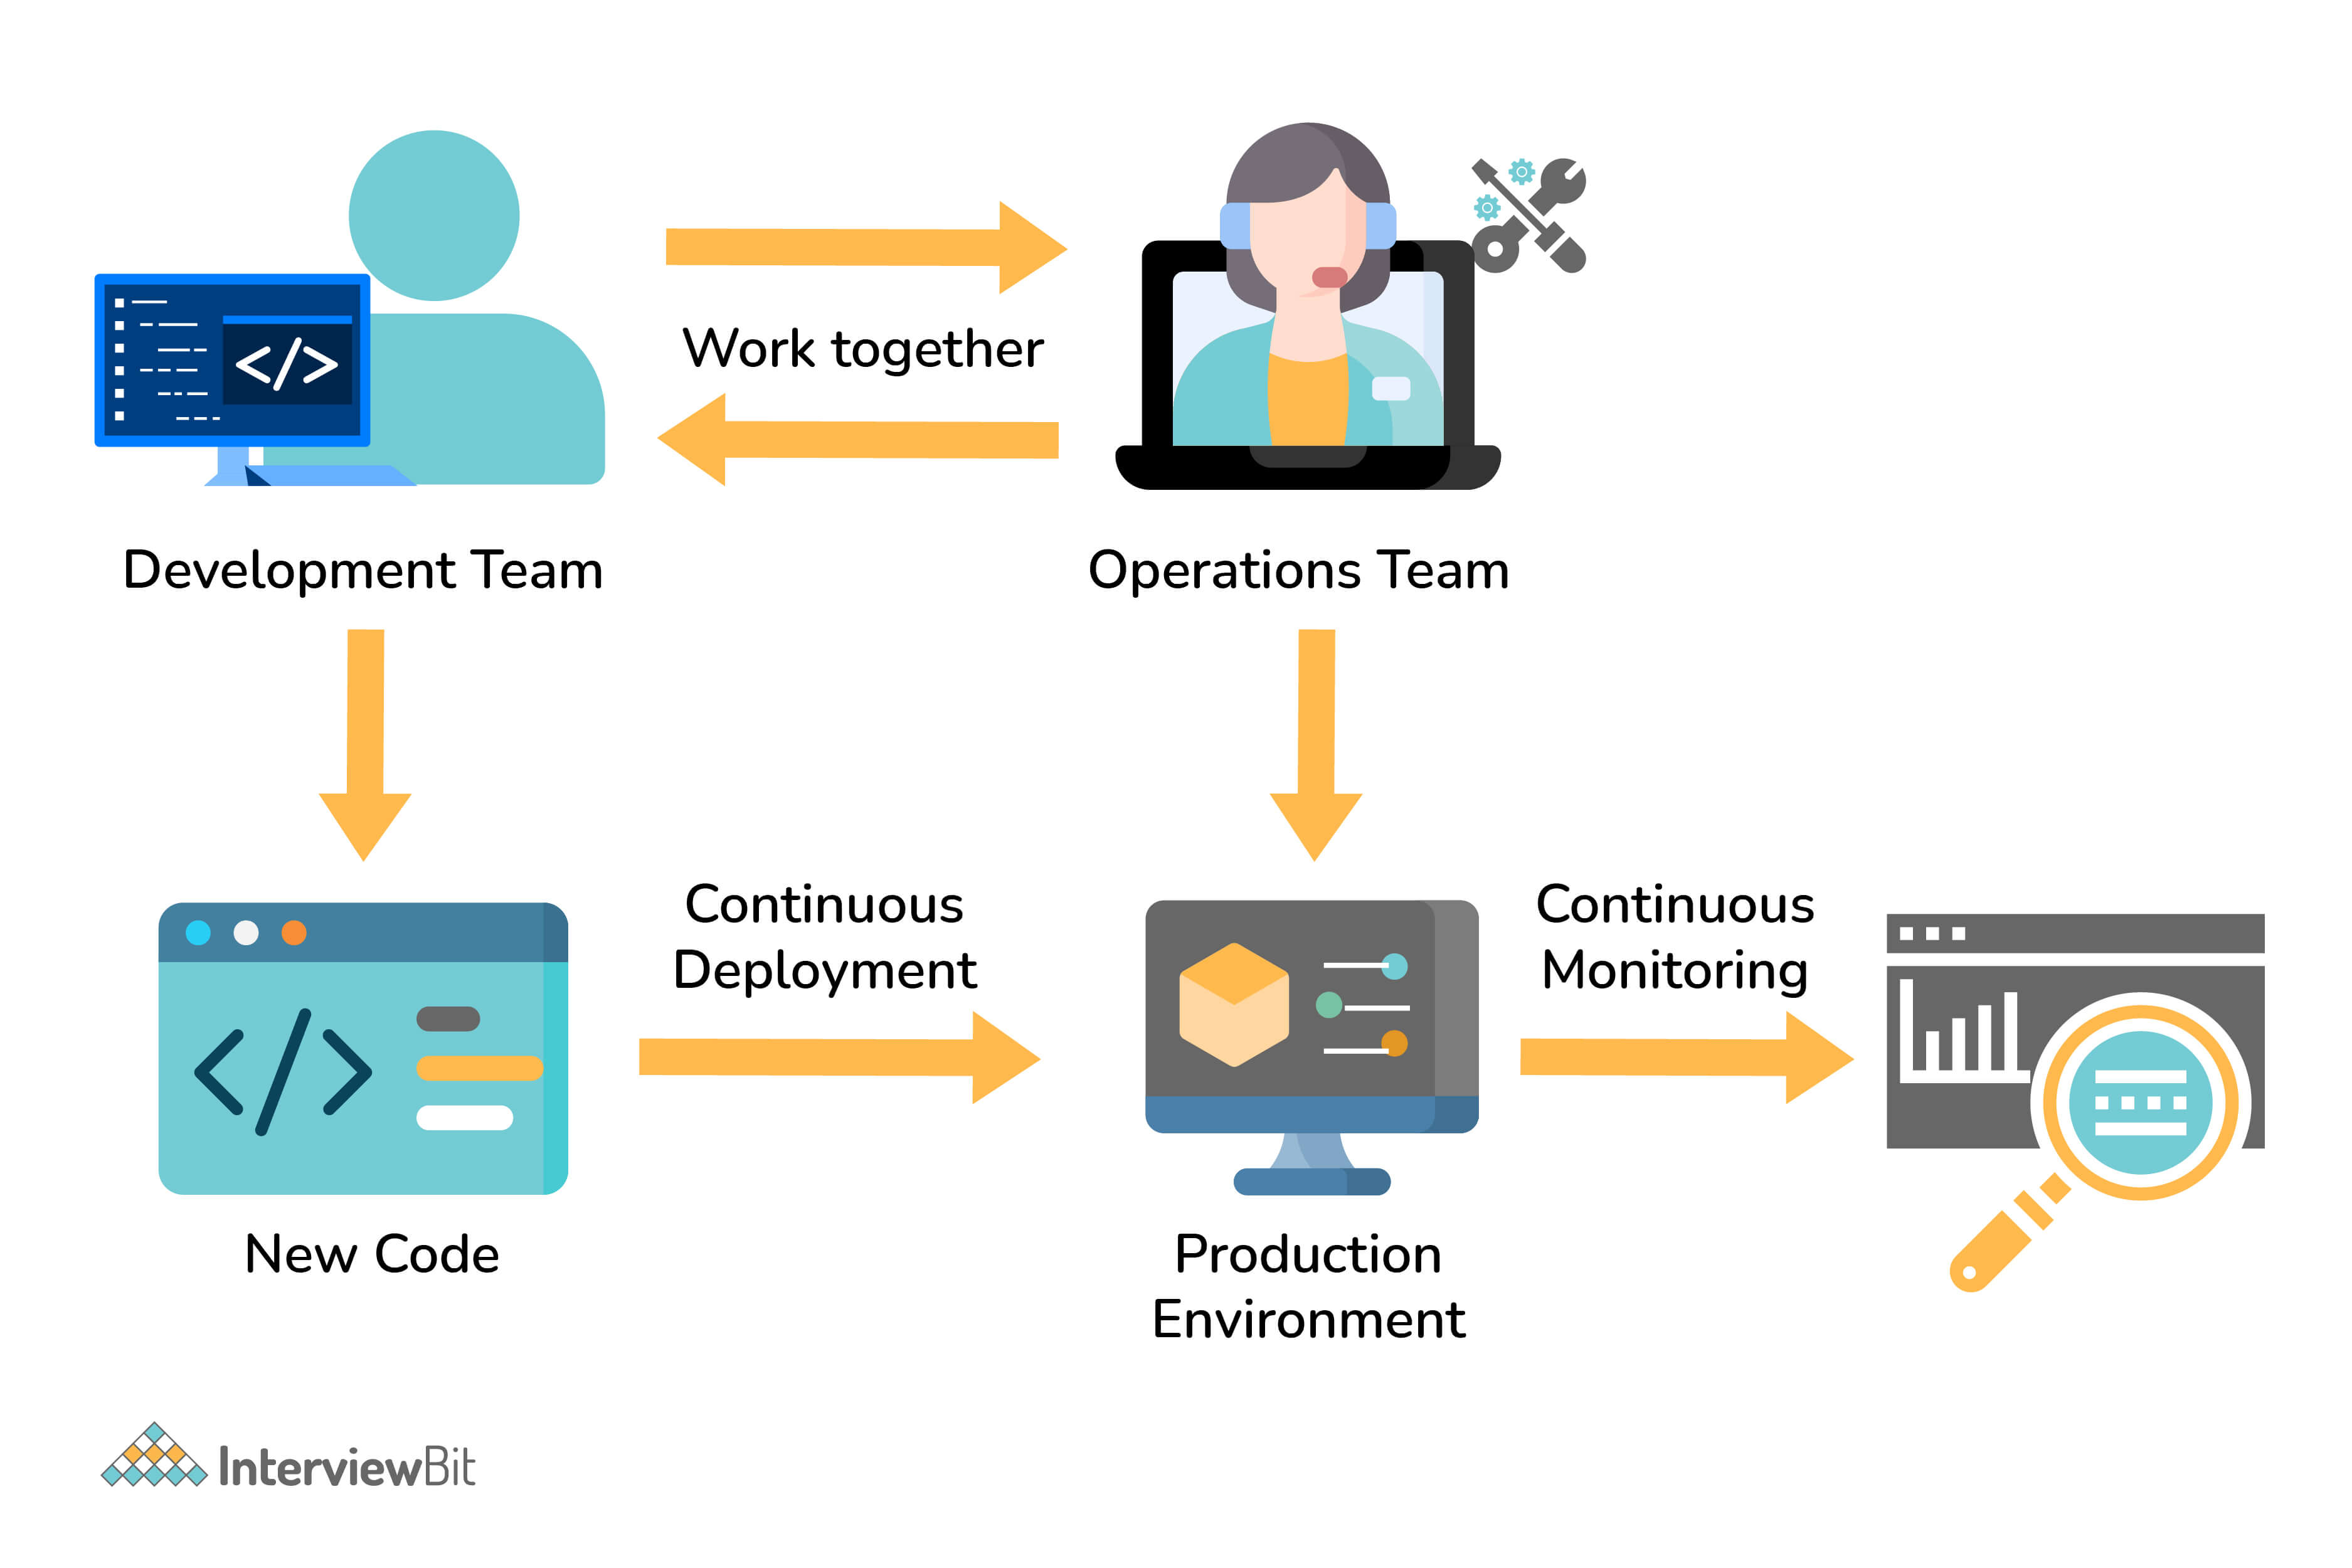 Work together
Development Team
Operations Team
Continuous
Deployment
Continuous
Monitoring
New Code
Production
Environment
InterviewBit